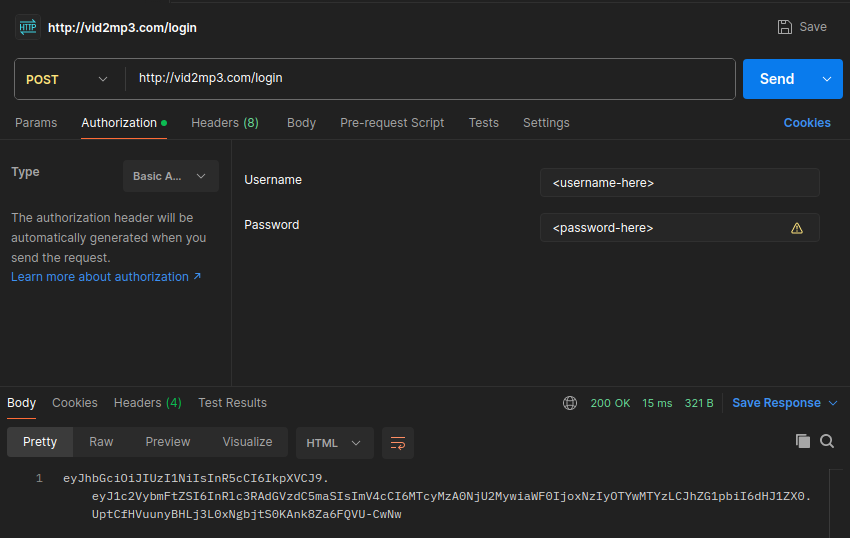 HTTP http://vid2mp3.com/login Save
POST http://vid2mp3.com/login Send
Params Authorization Headers (8) Body Pre-request Script Tests Settings Cookies
Type Basic A...
The authorization header will be
automatically generated when you
send the request.
Learn more about authorization ↗
Username <username-here>
Password <password-here>
Body Cookies Headers (4) Test Results 200 OK 15 ms 321 B Save Response
Pretty Raw Preview Visualize HTML
1 eyJhbGciOiJIUzI1NiIsInR5cCI6IkpXVCJ9.
eyJ1c2VybmFtZSI6InRlc3RAdGVzdC5maSIsImV4cCI6MTcyMzA0NjU2MywiaWF0IjoxNzIyOTYwMTYzLCJhZG1pbiI6dHJ1ZX0.
UptCfHVuunyBHLj3L0xNgbjtS0KAnk8Za6FQVU-CwNw